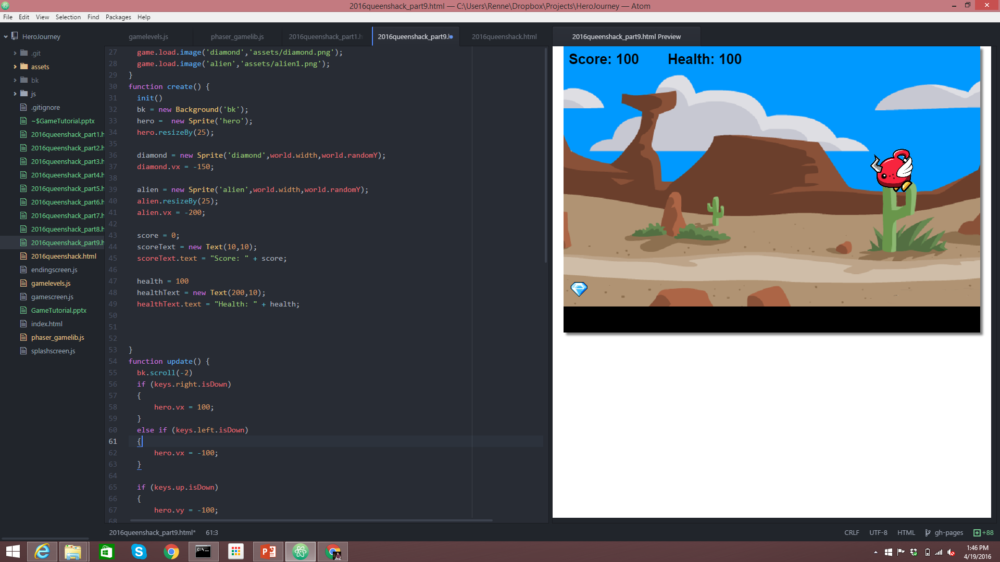 2016queenshack_part9.html — C:\Users\Renne\Dropbox\Projects\HeroJourney — Atom
File Edit View Selection Find Packages Help
HeroJourney
.git
assets
bk
js
.gitignore
~$GameTutorial.pptx
2016queenshack_part1.h
2016queenshack_part2.h
2016queenshack_part3.h
2016queenshack_part4.h
2016queenshack_part5.h
2016queenshack_part6.h
2016queenshack_part7.h
2016queenshack_part8.h
2016queenshack_part9.h
2016queenshack.html
endingscreen.js
gamelevels.js
gamescreen.js
GameTutorial.pptx
index.html
phaser_gamelib.js
splashscreen.js
gamelevels.js phaser_gamelib.js 2016queenshack_part1.h 2016queenshack_part9.l 2016queenshack.html
27 game.load.image('diamond','assets/diamond.png');
28 game.load.image('alien','assets/alien1.png');
29 }
30 function create() {
31 init()
32 bk = new Background('bk');
33 hero =  new Sprite('hero');
34 hero.resizeBy(25);
35
36 diamond = new Sprite('diamond',world.width,world.randomY);
37 diamond.vx = -150;
38
39 alien = new Sprite('alien',world.width,world.randomY);
40 alien.resizeBy(25);
41 alien.vx = -200;
42
43 score = 0;
44 scoreText = new Text(10,10);
45 scoreText.text = "Score: " + score;
46
47 health = 100
48 healthText = new Text(200,10);
49 healthText.text = "Health: " + health;
50
51
52
53 }
54 function update() {
55 bk.scroll(-2)
56 if (keys.right.isDown)
57 {
58 hero.vx = 100;
59 }
60 else if (keys.left.isDown)
61 {
62 hero.vx = -100;
63 }
64
65 if (keys.up.isDown)
66 {
67 hero.vy = -100;
68
2016queenshack_part9.html Preview
Score: 100 Health: 100
2016queenshack_part9.html* 61:3 CRLF UTF-8 HTML gh-pages +88
1:46 PM
4/19/2016